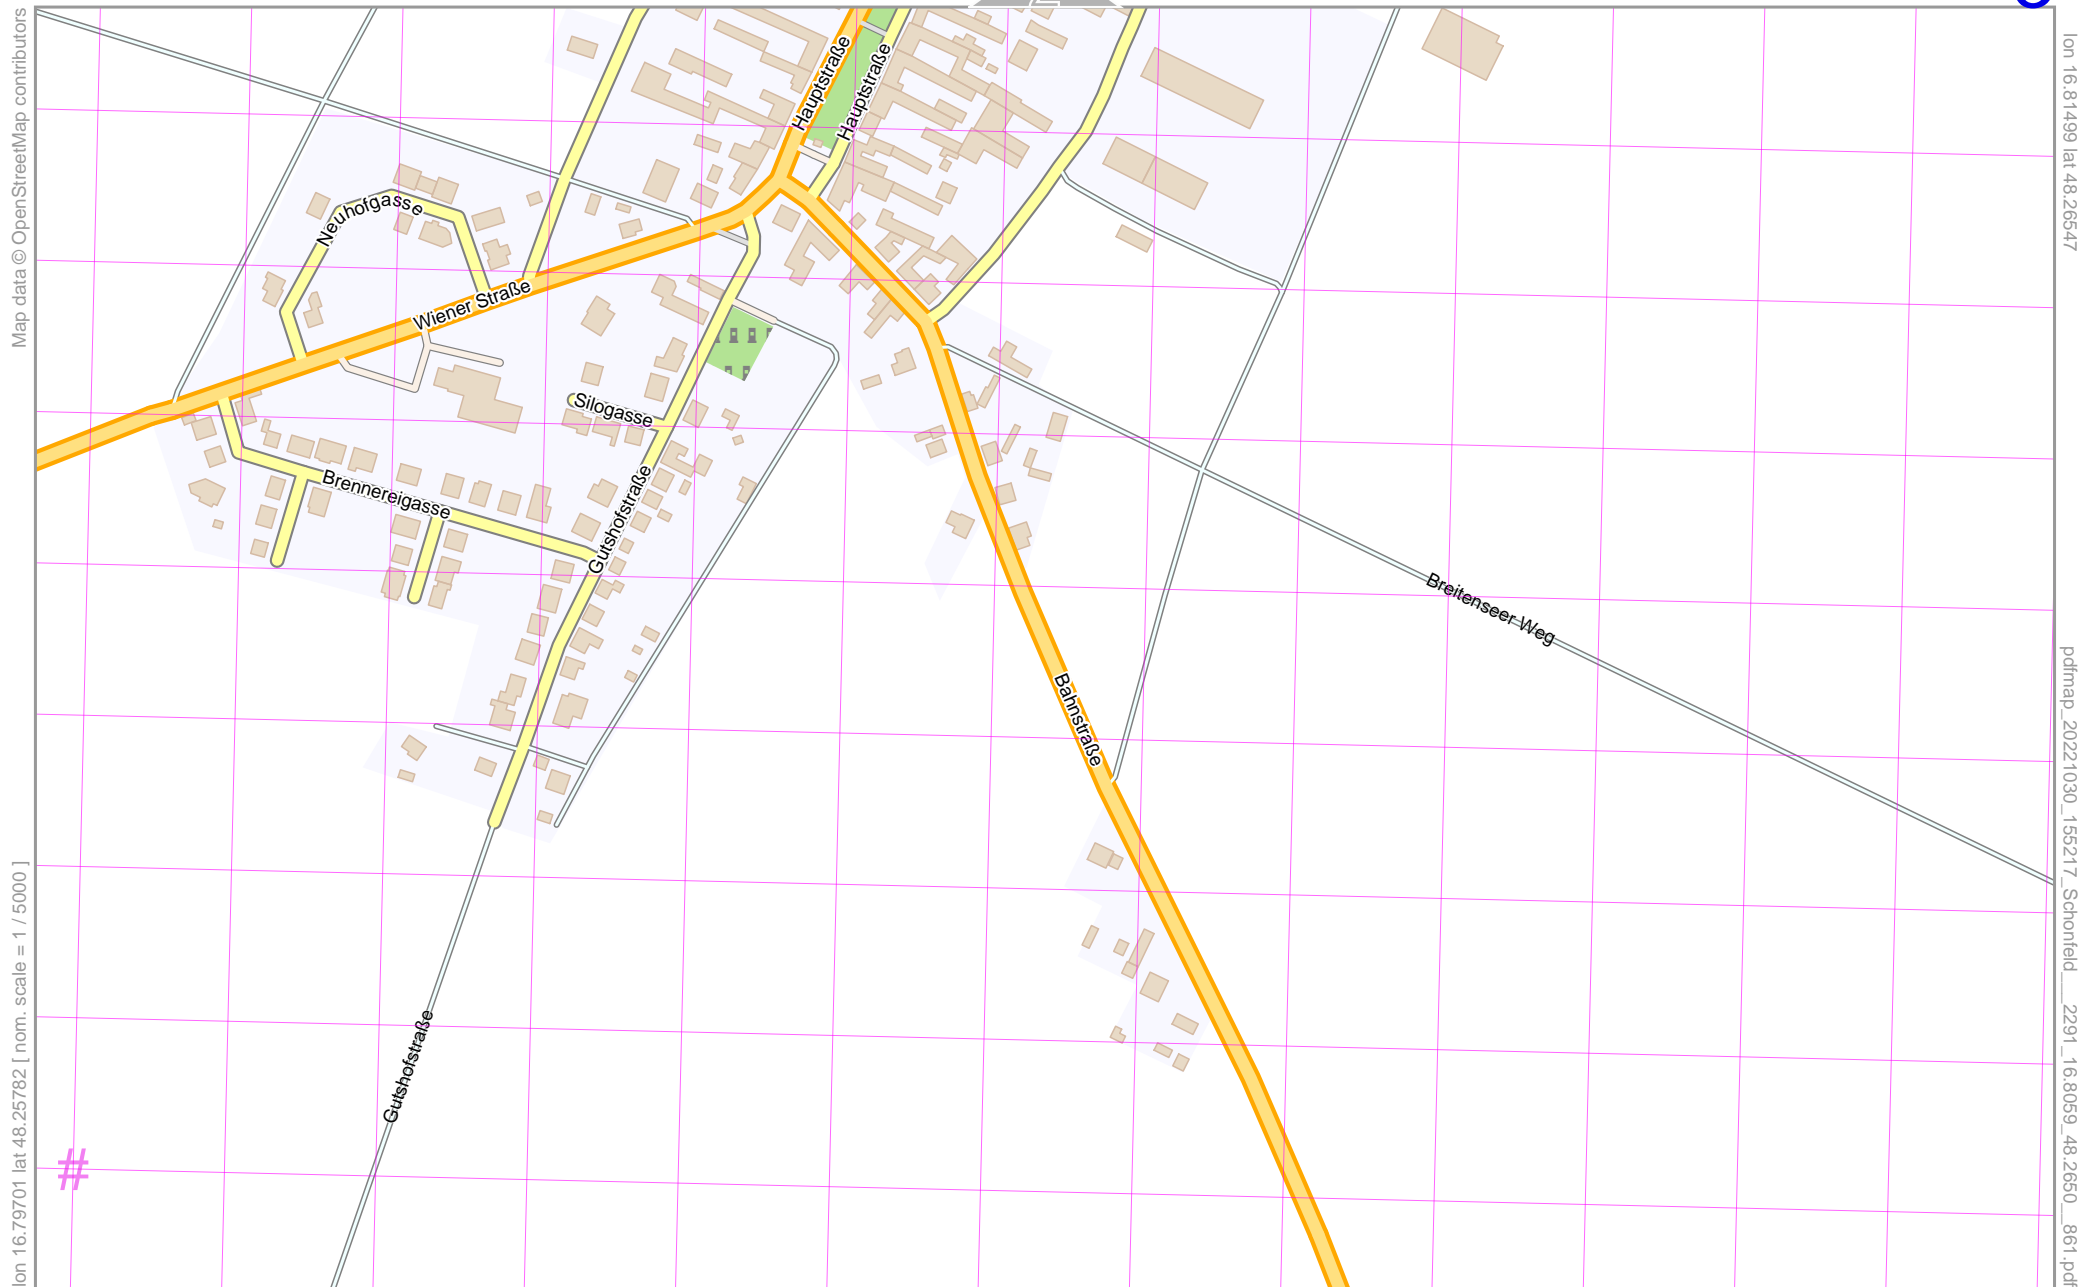 Map data © OpenStreetMap contributors
lon 16.79701 lat 48.25782 [ nom. scale = 1 / 5000 ]
Hauptstraße
Hauptstraße
Neuhofgasse
Wiener Straße
Silogasse
Brennereigasse
Gutshofstraße
Breitenseer Weg
Bahnstraße
Gutshofstraße
#
lon 16.81499 lat 48.26547
pdfmap_20221030_155217_Schonfeld___2291_16.8059_48.2650__861.pdf